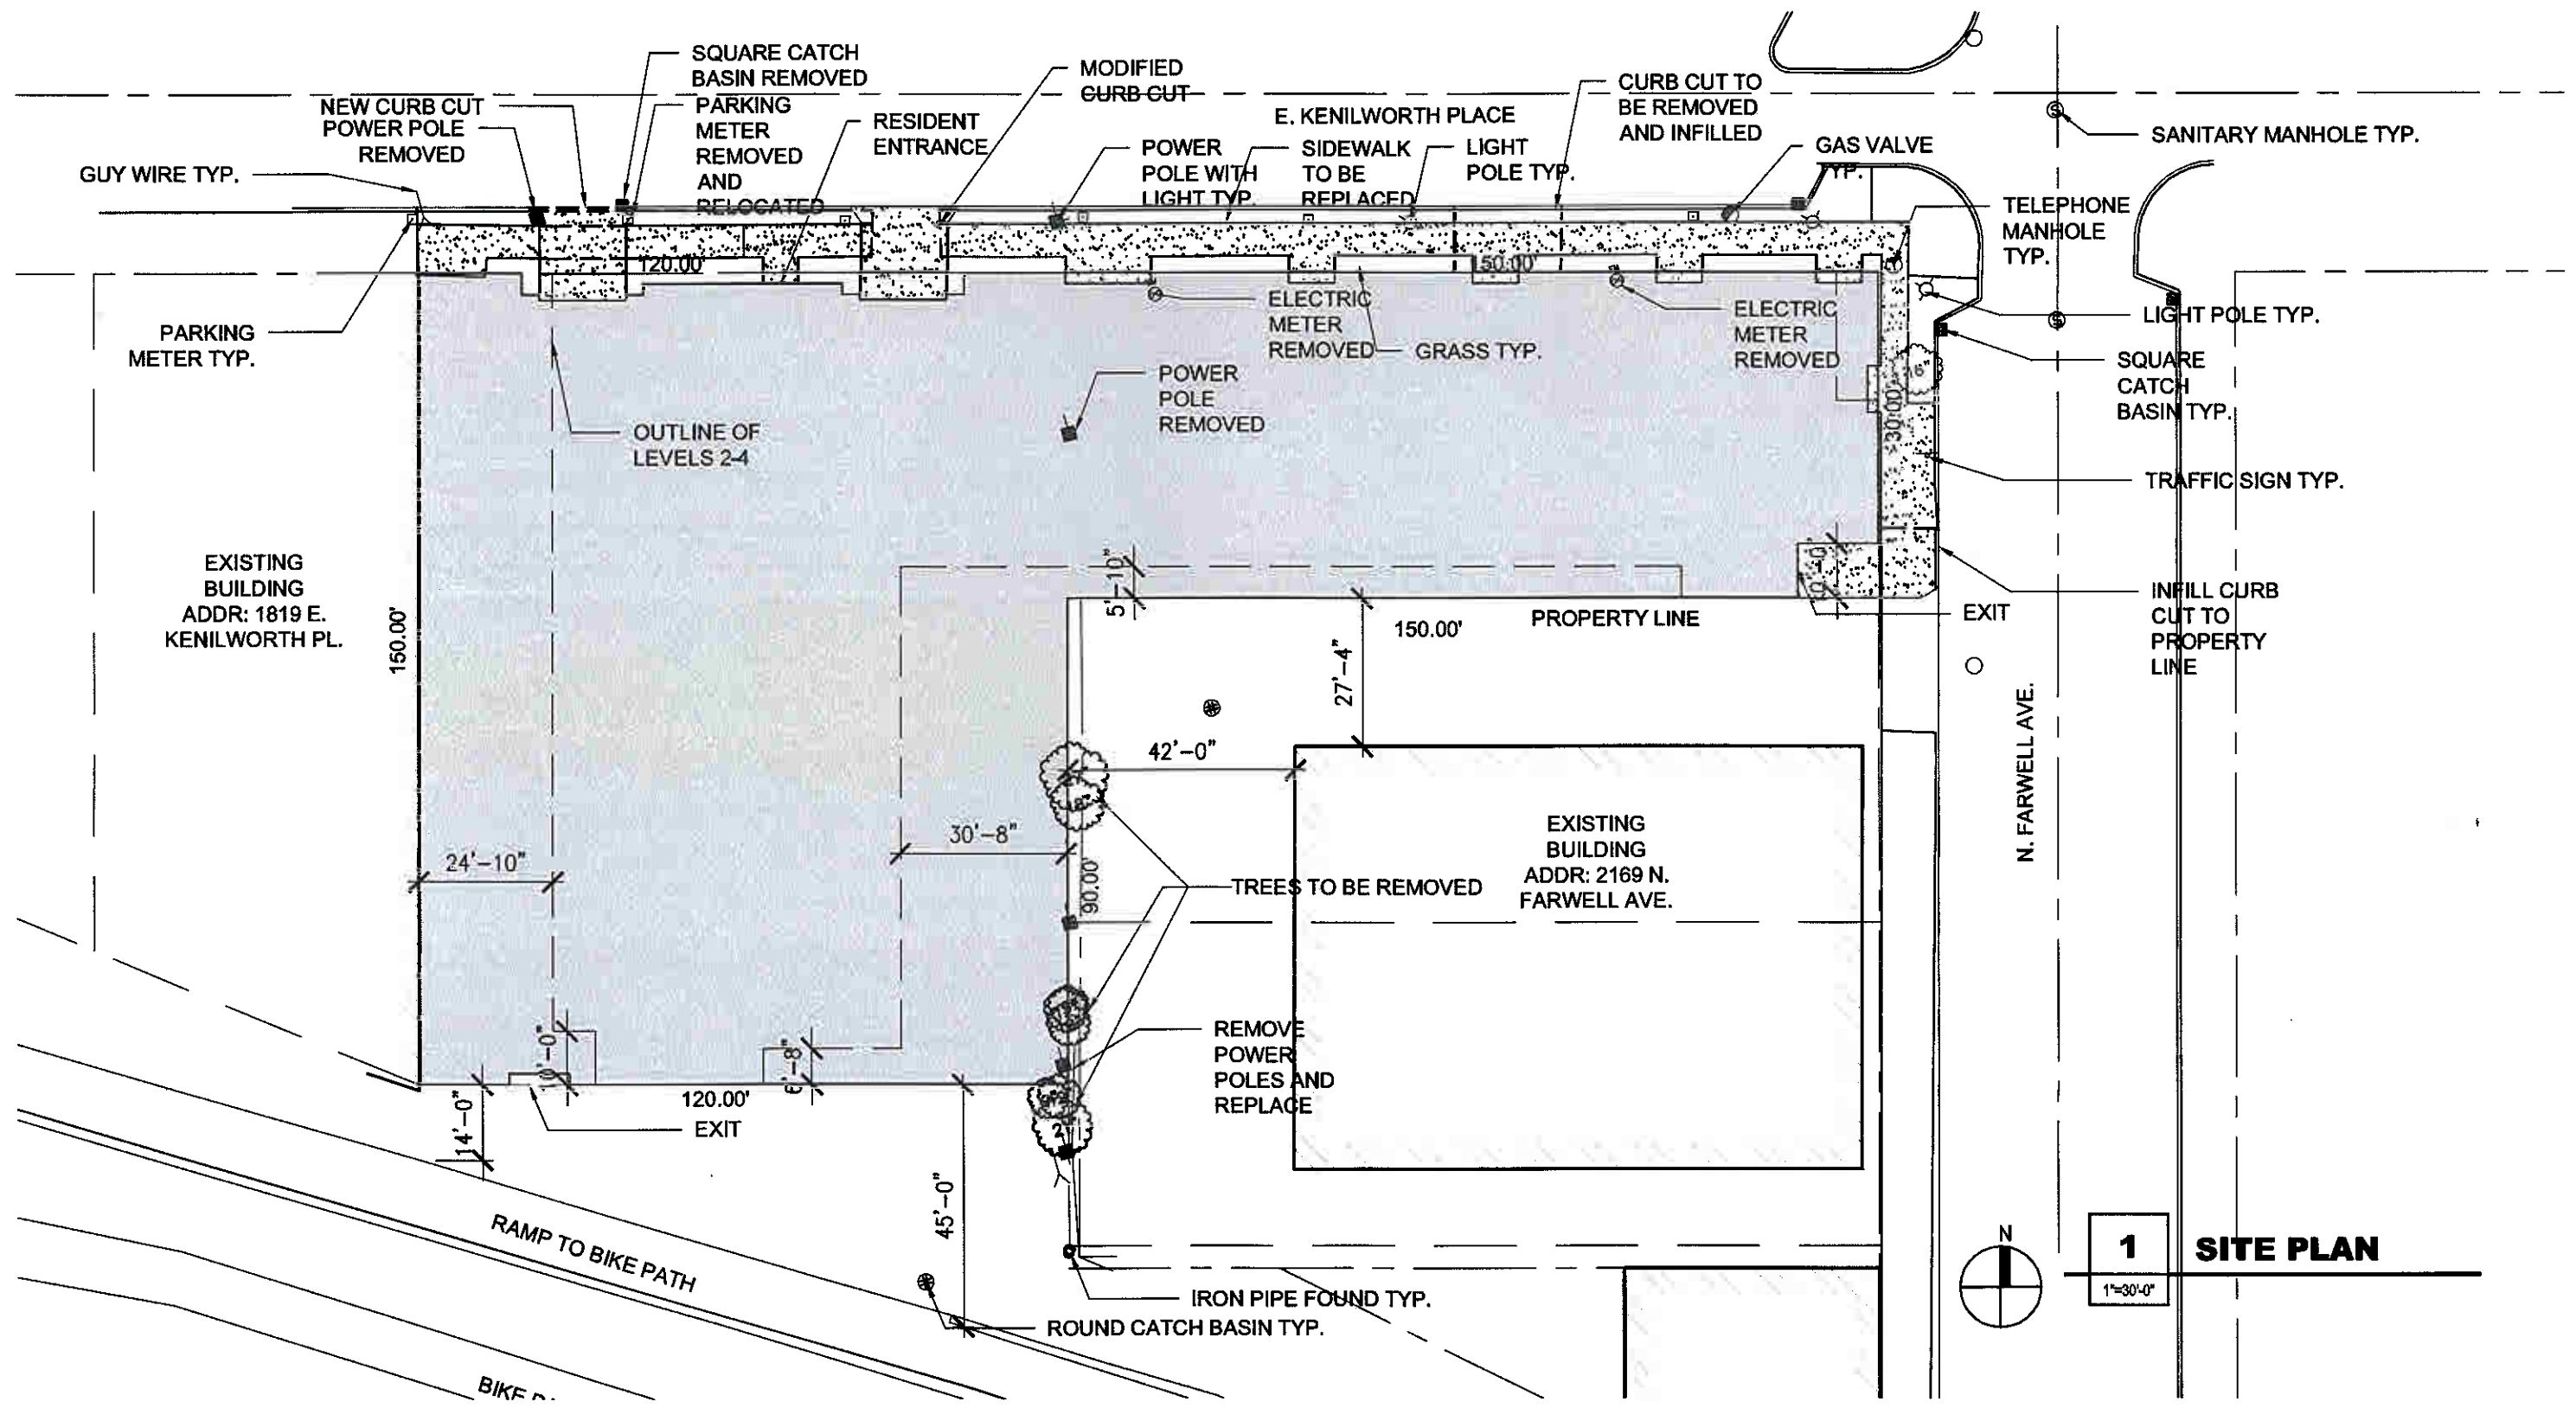 SQUARE CATCH
BASIN REMOVED
PARKING
METER
REMOVED
AND
RELOCATED
NEW CURB CUT
POWER POLE
REMOVED
GUY WIRE TYP.
RESIDENT
ENTRANCE
MODIFIED
CURB CUT
E. KENILWORTH PLACE
POWER
POLE WITH
LIGHT TYP.
SIDEWALK
TO BE
REPLACED
LIGHT
POLE TYP.
CURB CUT TO
BE REMOVED
AND INFILLED
GAS VALVE
TYP.
SANITARY MANHOLE TYP.
TELEPHONE
MANHOLE
TYP.
120.00'
PARKING
METER TYP.
ELECTRIC
METER
REMOVED
GRASS TYP.
ELECTRIC
METER
REMOVED
LIGHT POLE TYP.
SQUARE
CATCH
BASIN TYP.
16"
POWER
POLE
REMOVED
OUTLINE OF
LEVELS 2-4
TRAFFIC SIGN TYP.
EXISTING
BUILDING
ADDR: 1819 E.
KENILWORTH PL.
150.00'
5'-10"
PROPERTY LINE
150.00'
27'-4"
EXIT
INFILL CURB
CUT TO
PROPERTY
LINE
N. FARWELL AVE.
42'-0"
30'-8"
24'-10"
90.00'
TREES TO BE REMOVED
EXISTING
BUILDING
ADDR: 2169 N.
FARWELL AVE.
REMOVE
POWER
POLES AND
REPLACE
6'-8"
120.00'
EXIT
14'-0"
45'-0"
RAMP TO BIKE PATH
IRON PIPE FOUND TYP.
ROUND CATCH BASIN TYP.
BIKE
N
1
SITE PLAN
1"=30'-0"